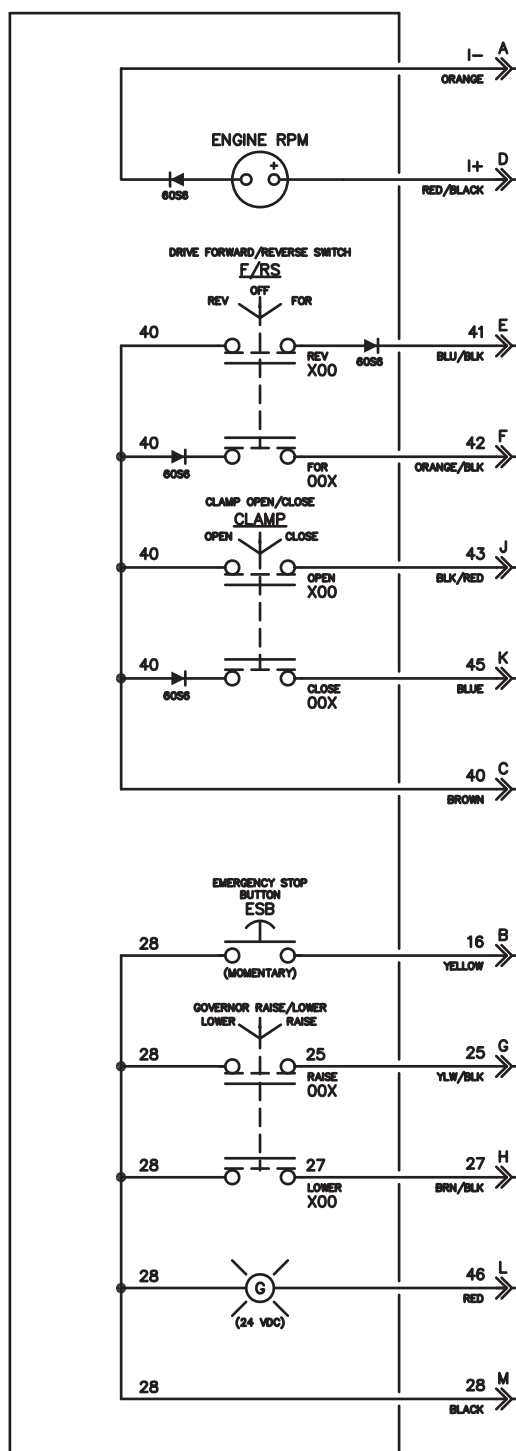 I- A
ORANGE
ENGINE RPM
+
I+ D
60S6
RED/BLACK
DRIVE FORWARD/REVERSE SWITCH
F/RS
OFF
REV FOR
40 41 E
REV
X00
60S6
BLU/BLK
40 42 F
60S6
FOR
00X
ORANGE/BLK
CLAMP OPEN/CLOSE
CLAMP
OPEN CLOSE
40 43 J
OPEN
X00
BLK/RED
40 45 K
60S6
CLOSE
00X
BLUE
40 C
BROWN
EMERGENCY STOP
BUTTON
ESB
28 16 B
(MOMENTARY)
YELLOW
GOVERNOR RAISE/LOWER
LOWER RAISE
28 25 25 G
RAISE
00X
YLW/BLK
28 27 27 H
LOWER
X00
BRN/BLK
28 G 46 L
RED
(24 VDC)
28 28 M
BLACK